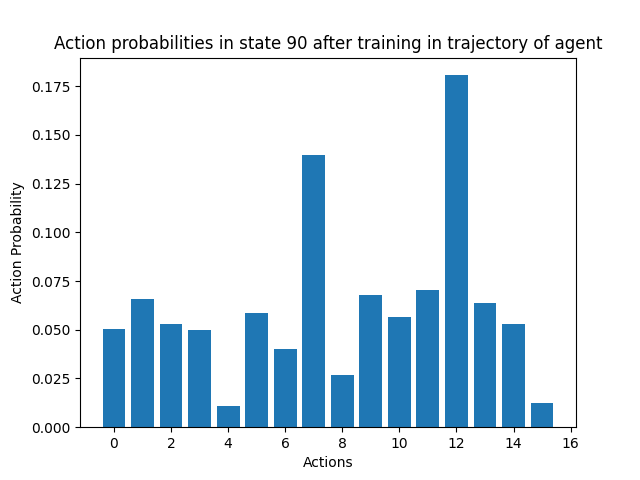 Action probabilities in state 90 after training in trajectory of agent
Action Probability
0.175
0.150
0.125
0.100
0.075
0.050
0.025
0.000
0 2 4 6 8 10 12 14 16
Actions